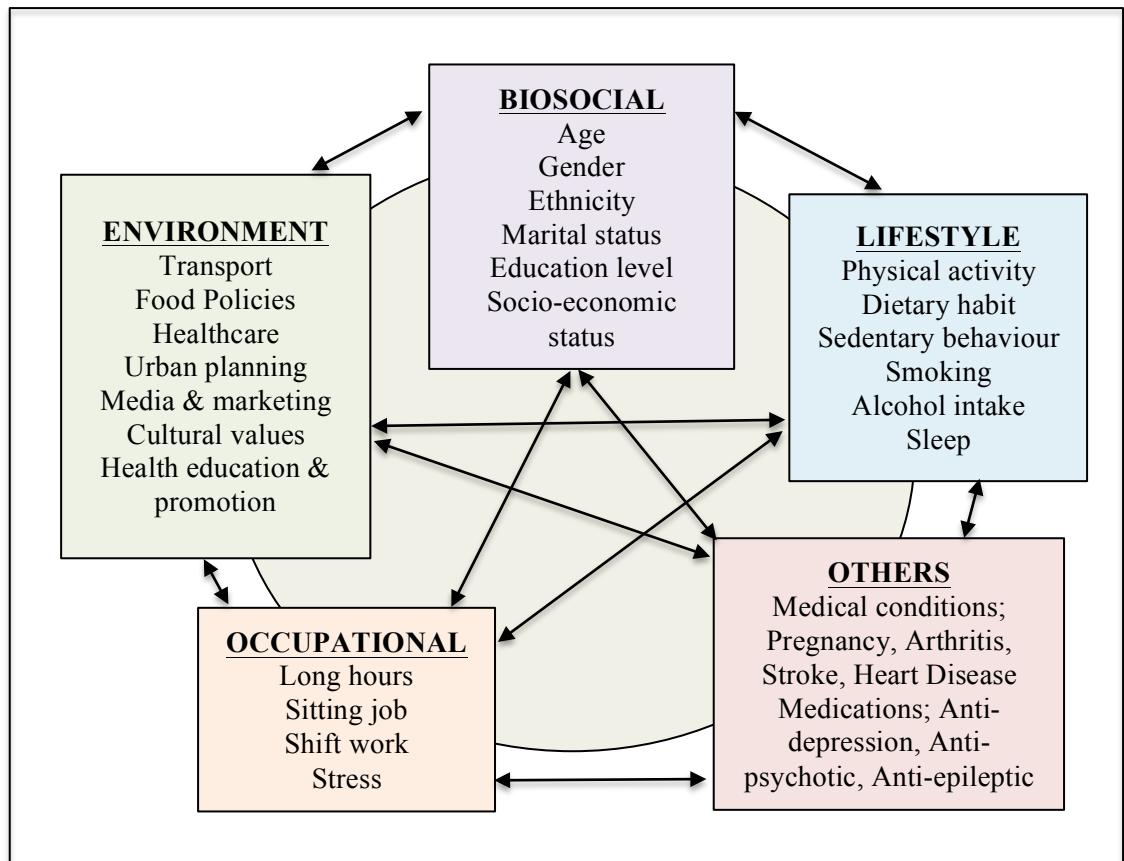 BIOSOCIAL
Age
Gender
Ethnicity
Marital status
Education level
Socio-economic
status
ENVIRONMENT
Transport
Food Policies
Healthcare
Urban planning
Media & marketing
Cultural values
Health education &
promotion
LIFESTYLE
Physical activity
Dietary habit
Sedentary behaviour
Smoking
Alcohol intake
Sleep
OCCUPATIONAL
Long hours
Sitting job
Shift work
Stress
OTHERS
Medical conditions;
Pregnancy, Arthritis,
Stroke, Heart Disease
Medications; Anti-
depression, Anti-
psychotic, Anti-epileptic